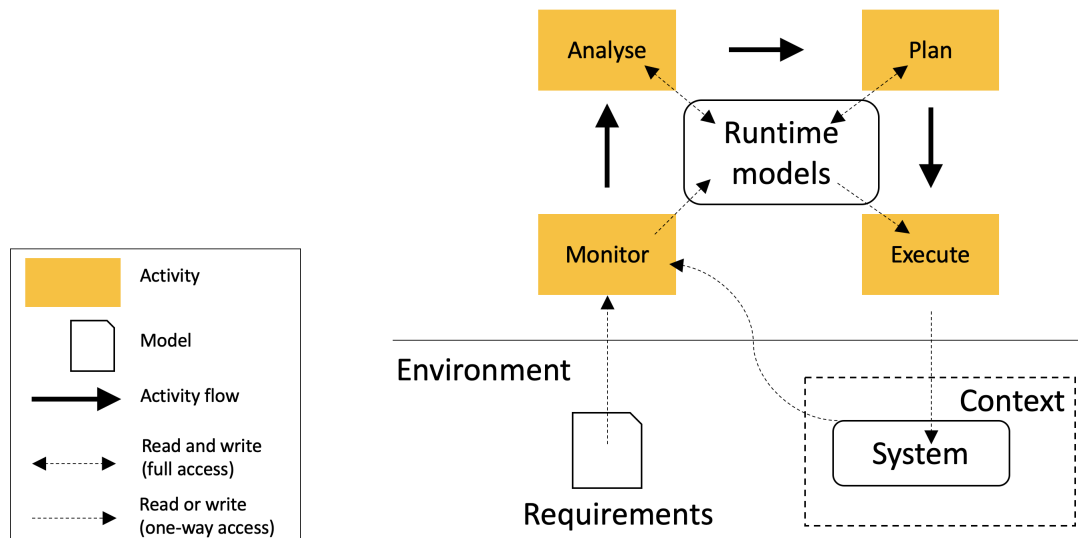 Analyse
Plan
Runtime
models
Monitor
Execute
Environment
Context
System
Requirements
Activity
Model
Activity flow
Read and write
(full access)
Read or write
(one-way access)